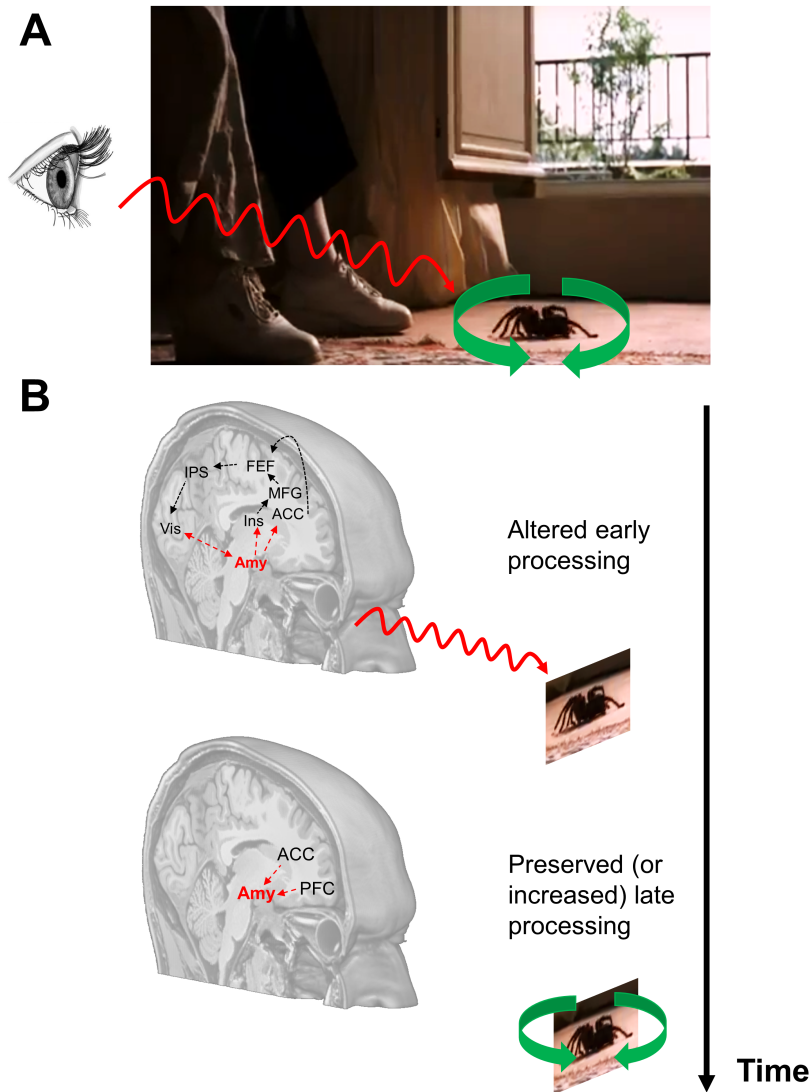 A
B
IPS
FEF
MFG
Vis
Ins
ACC
Amy
Altered early
processing
ACC
Amy
PFC
Preserved (or
increased) late
processing
Time